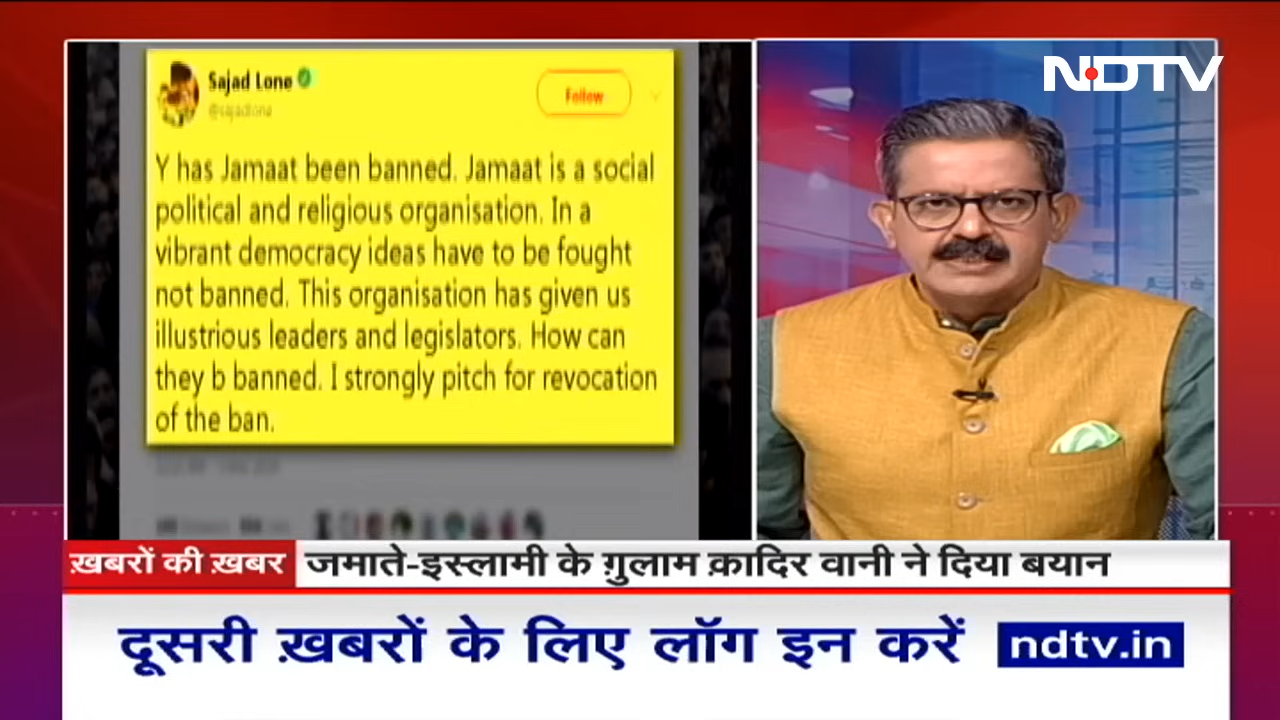 NDTV
Sajad Lone
@sajadlone
Follow
Y has Jamaat been banned. Jamaat is a social
political and religious organisation. In a
vibrant democracy ideas have to be fought
not banned. This organisation has given us
illustrious leaders and legislators. How can
they b banned. I strongly pitch for revocation
of the ban.
ख़बरों की ख़बर
जमाते-इस्लामी के ग़ुलाम क़ादिर वानी ने दिया बयान
दूसरी ख़बरों के लिए लॉग इन करें
ndtv.in